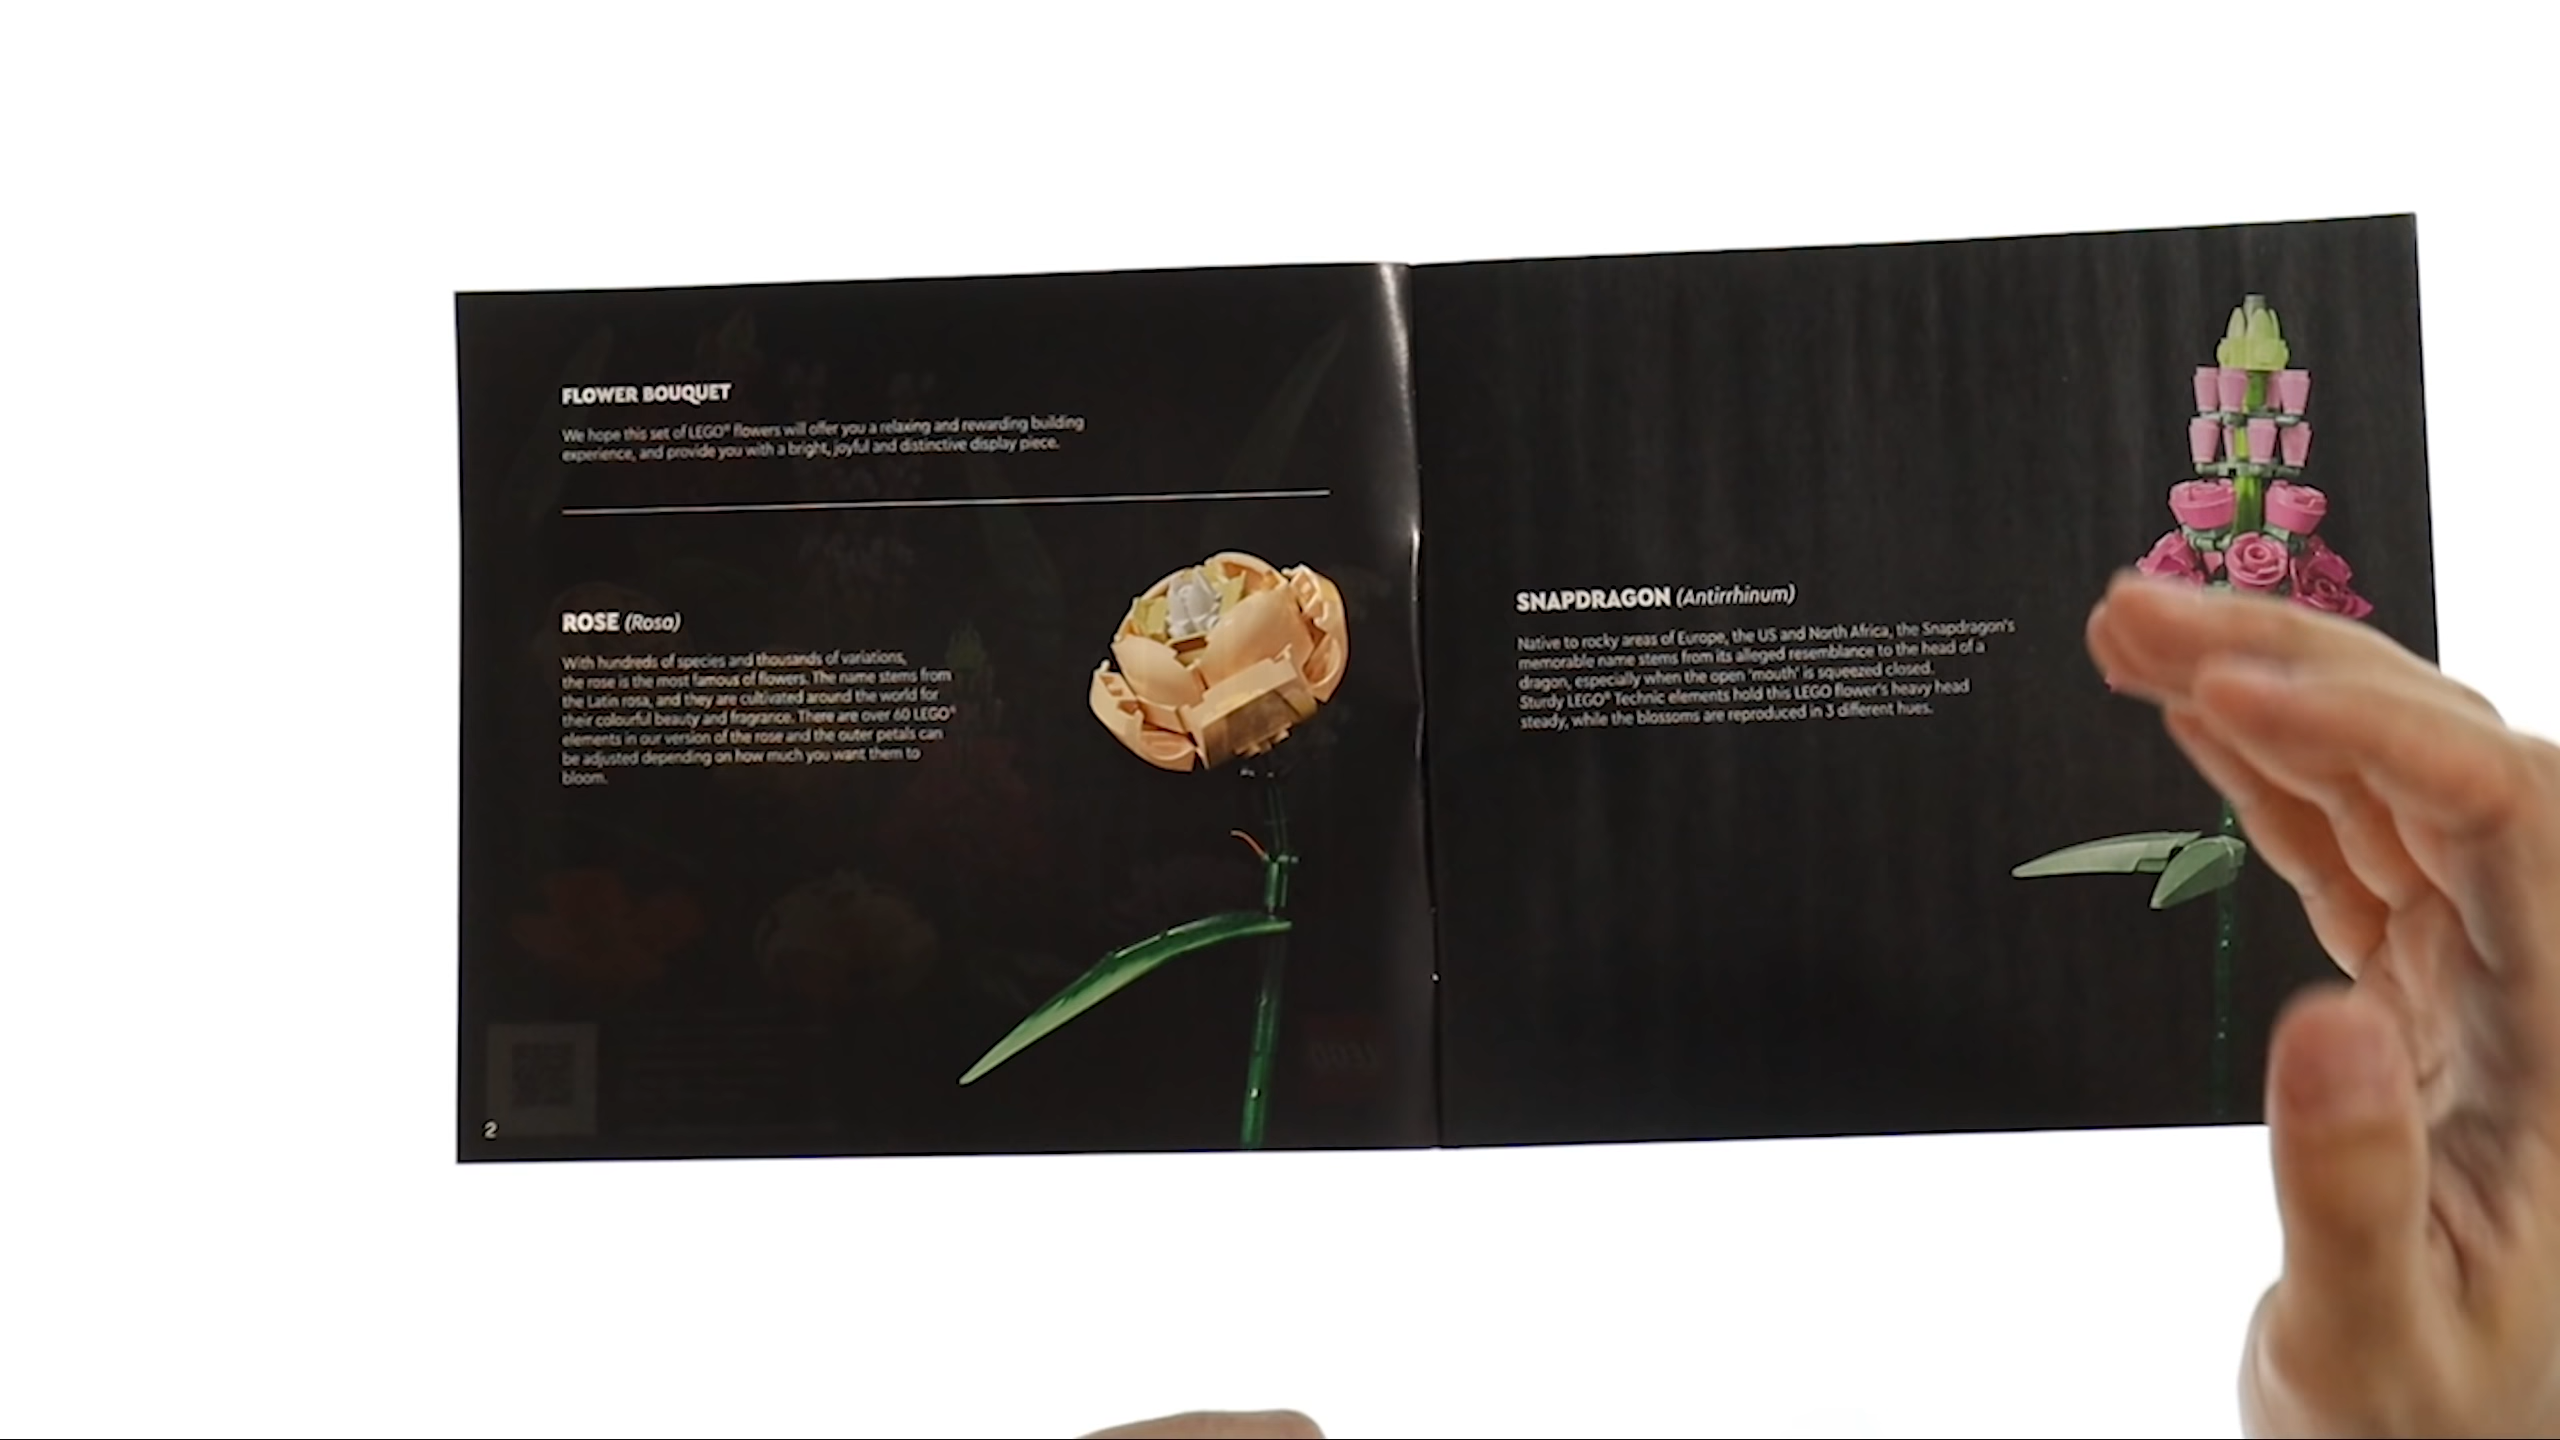 FLOWER BOUQUET
We hope this set of LEGO® flowers will offer you a relaxing and rewarding building
experience, and provide you with a bright, joyful and distinctive display piece.
ROSE (Rosa)
With hundreds of species and thousands of variations,
the rose is the most famous of flowers. The name stems from
the Latin rosa, and they are cultivated around the world for
their colourful beauty and fragrance. There are over 60 LEGO®
elements in our version of the rose and the outer petals can
be adjusted depending on how much you want them to
bloom.
2
SNAPDRAGON (Antirrhinum)
Native to rocky areas of Europe, the US and North Africa, the Snapdragon's
memorable name stems from its alleged resemblance to the head of a
dragon, especially when the open 'mouth' is squeezed closed.
Sturdy LEGO® Technic elements hold this LEGO flower's heavy head
steady, while the blossoms are reproduced in 3 different hues.